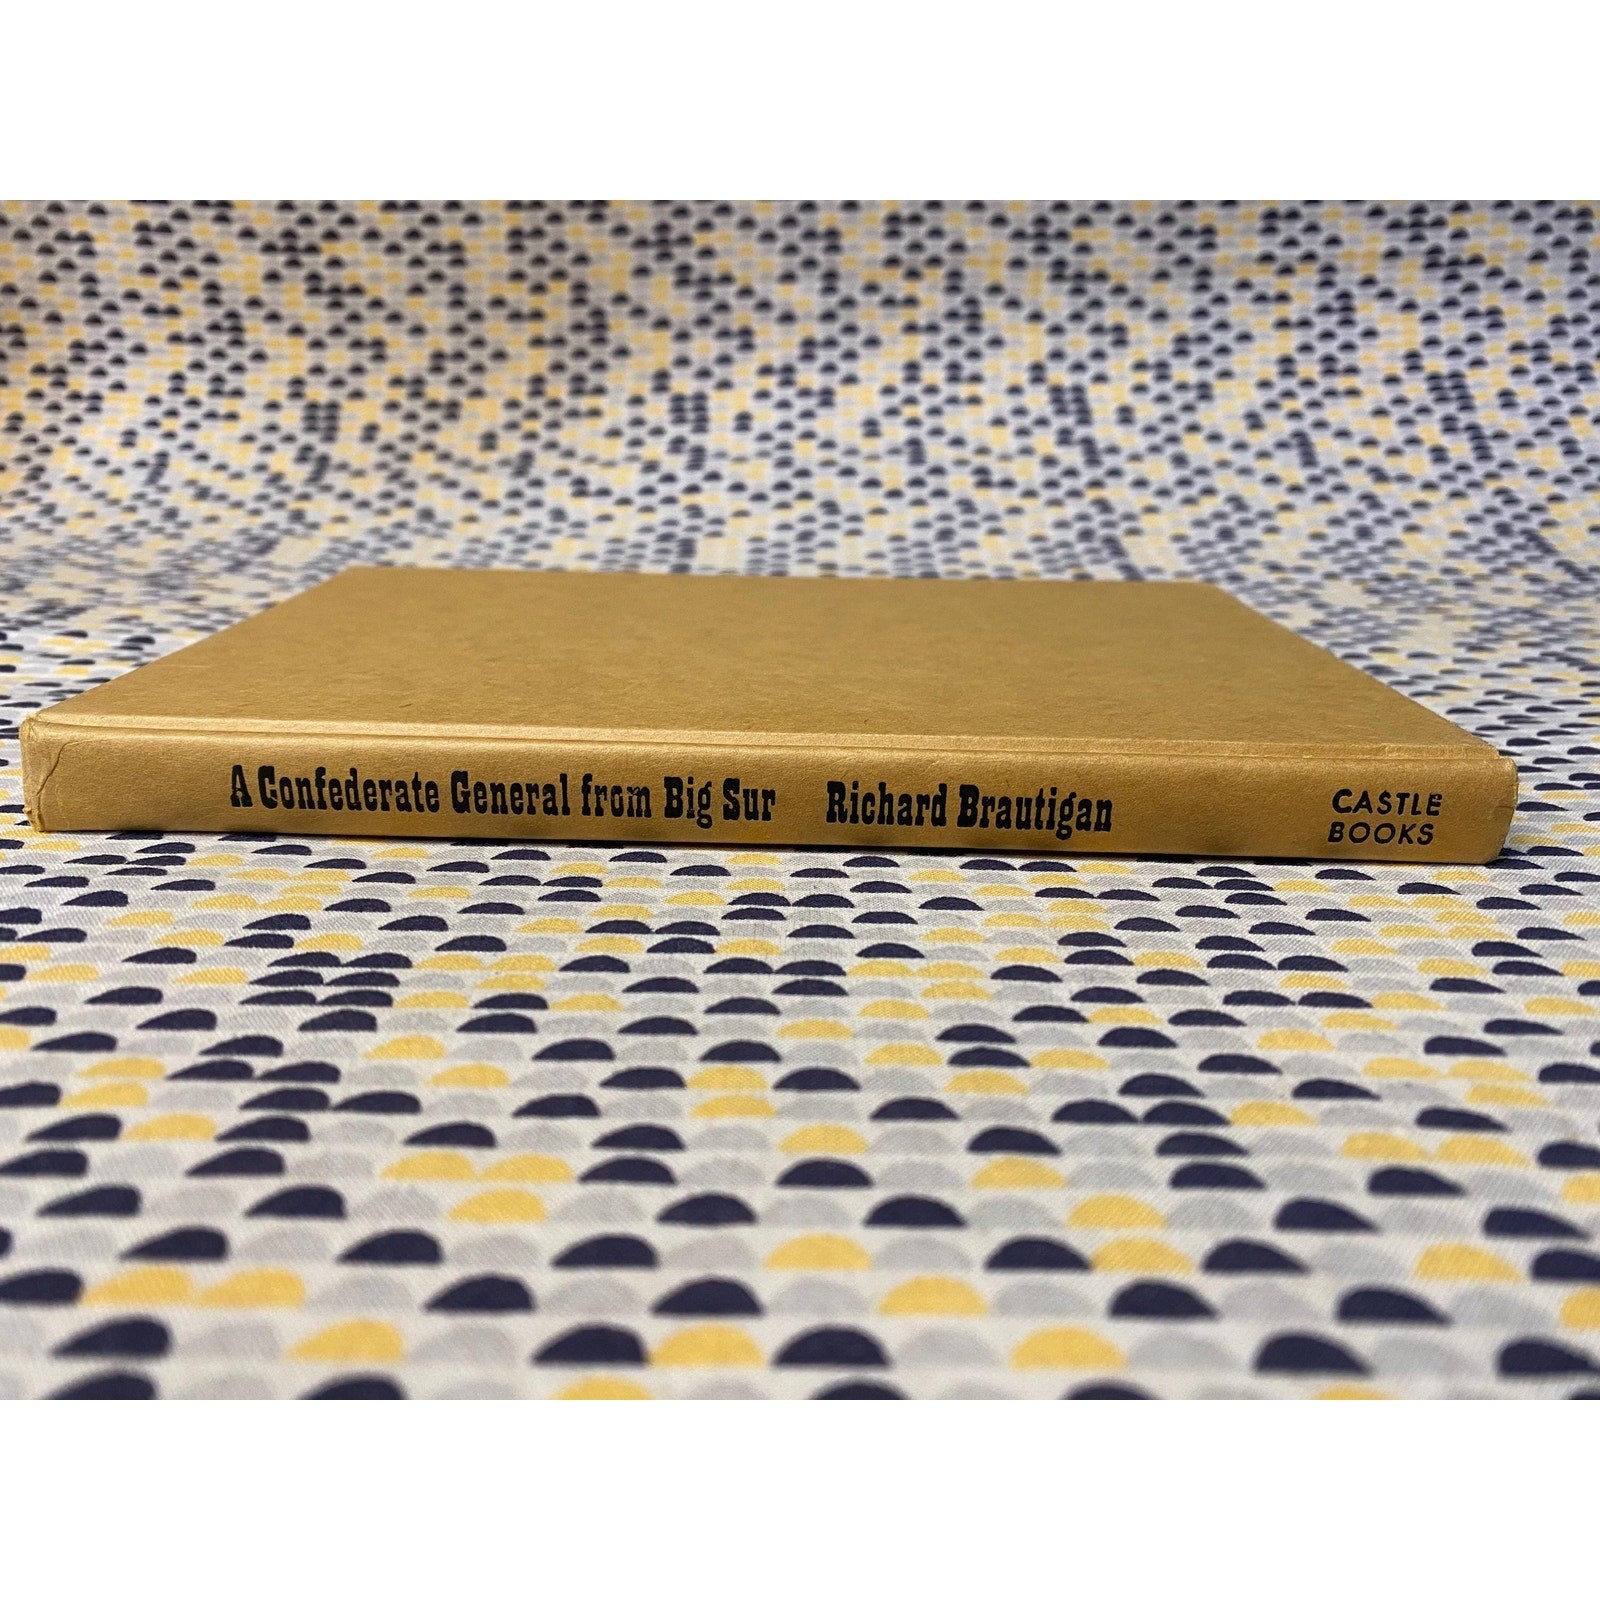 A Confederate General from Big Sur Richard Brautigan
CASTLE
BOOKS